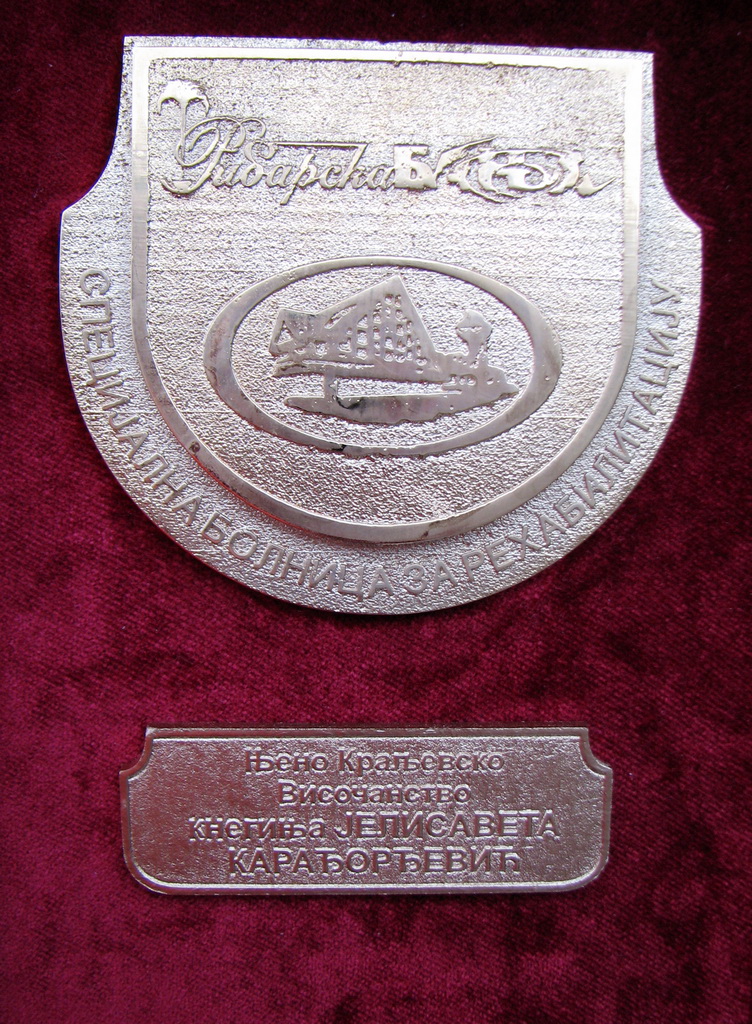 Рибарска БАЊА
СПЕЦИЈАЛНА БОЛНИЦА ЗА РЕХАБИЛИТАЦИЈУ
Њено Краљевско
Височанство
кнегиња ЈЕЛИСАВЕТА
КАРАЂОРЂЕВИЋ